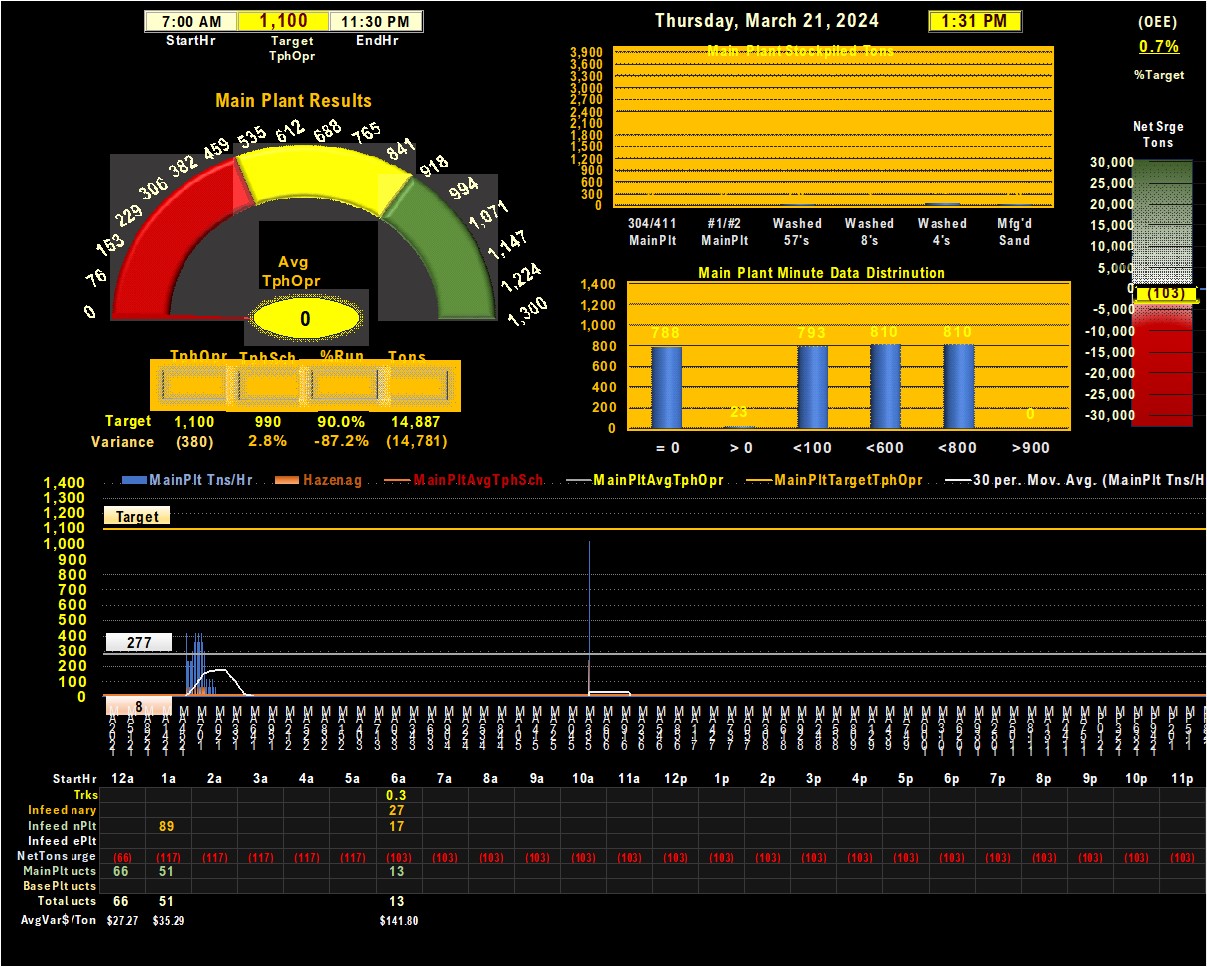 7:00 AM 1,100 11:30 PM
StartHr Target TphOpr EndHr
Thursday, March 21, 2024 1:31 PM
(OEE)
0.7%
%Target
Main Plant Results
0 76 153 229 306 382 459 535 612 688 765 841 918 994 1,071 1,147 1,224 1,300
Avg
TphOpr
0
TphOpr TphSch %Run Tons
Target 1,100 990 90.0% 14,887
Variance (380) 2.8% -87.2% (14,781)
Main Plant Stockpiled Tons
3,900
3,600
3,300
3,000
2,700
2,400
2,100
1,800
1,500
1,200
900
600
300
0
304/411 #1/#2 Washed Washed Washed Mfg'd
MainPlt MainPlt 57's 8's 4's Sand
Main Plant Minute Data Distrinution
1,400
1,200
1,000
800
600
400
200
0
788 23 793 810 810 0
= 0 > 0 <100 <600 <800 >900
Net Srge
Tons
30,000
25,000
20,000
15,000
10,000
5,000
0
(103)
-5,000
-10,000
-15,000
-20,000
-25,000
-30,000
MainPlt Tns/Hr Hazenag MainPltAvgTphSch MainPltAvgTphOpr MainPltTargetTphOpr 30 per. Mov. Avg. (MainPlt Tns/H
1,400
1,300
1,200
1,100
1,000
900
800
700
600
500
400
300
200
100
0
Target
277
8
StartHr 12a 1a 2a 3a 4a 5a 6a 7a 8a 9a 10a 11a 12p 1p 2p 3p 4p 5p 6p 7p 8p 9p 10p 11p
Trks 0.3
Infeed nary 27
Infeed nPlt 89 17
Infeed ePlt
NetTons urge (66) (117) (117) (117) (117) (117) (103) (103) (103) (103) (103) (103) (103) (103) (103) (103) (103) (103) (103) (103) (103) (103) (103) (103)
MainPlt ucts 66 51 13
BasePlt ucts
Total ucts 66 51 13
AvgVar$/Ton $27.27 $35.29 $141.80